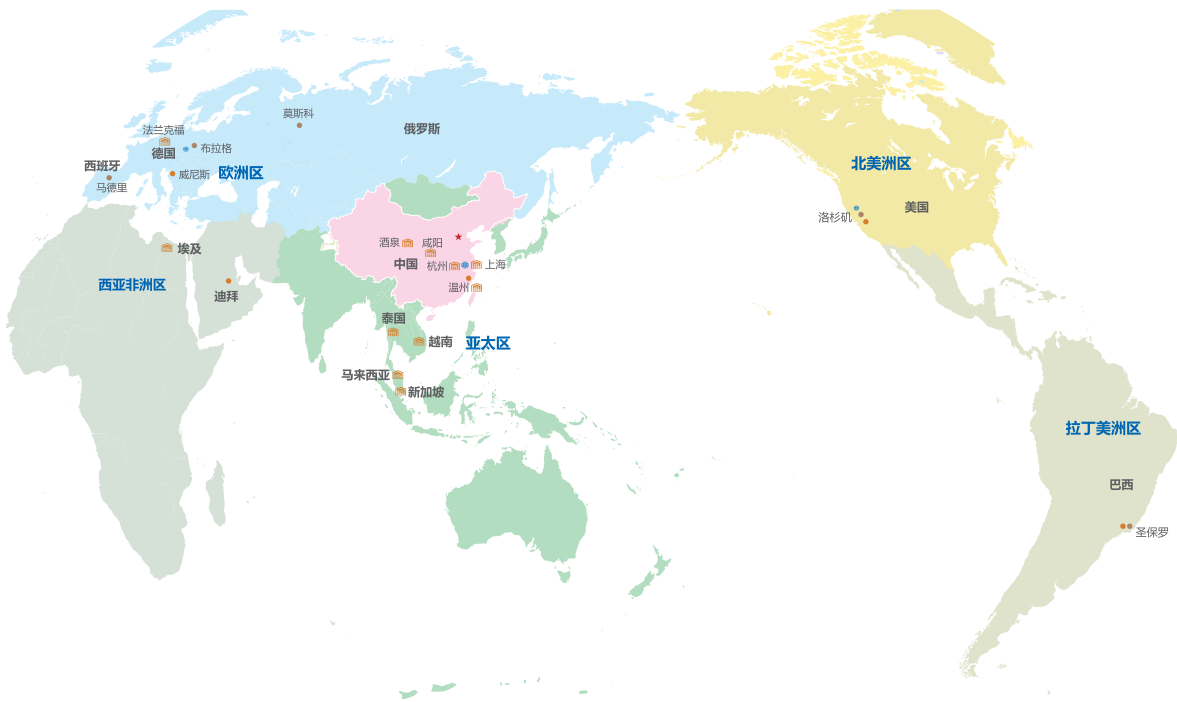 莫斯科
俄罗斯
法兰克福
德国
布拉格
西班牙
马德里
威尼斯
欧洲区
北美洲区
美国
洛杉矶
埃及
西亚非洲区
迪拜
酒泉
咸阳
中国
杭州
上海
温州
泰国
越南
亚太区
马来西亚
新加坡
拉丁美洲区
巴西
圣保罗